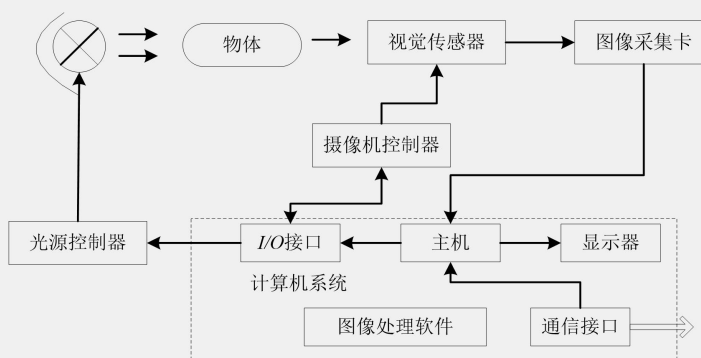 物体
视觉传感器
图像采集卡
摄像机控制器
光源控制器
I/O接口
主机
显示器
计算机系统
图像处理软件
通信接口